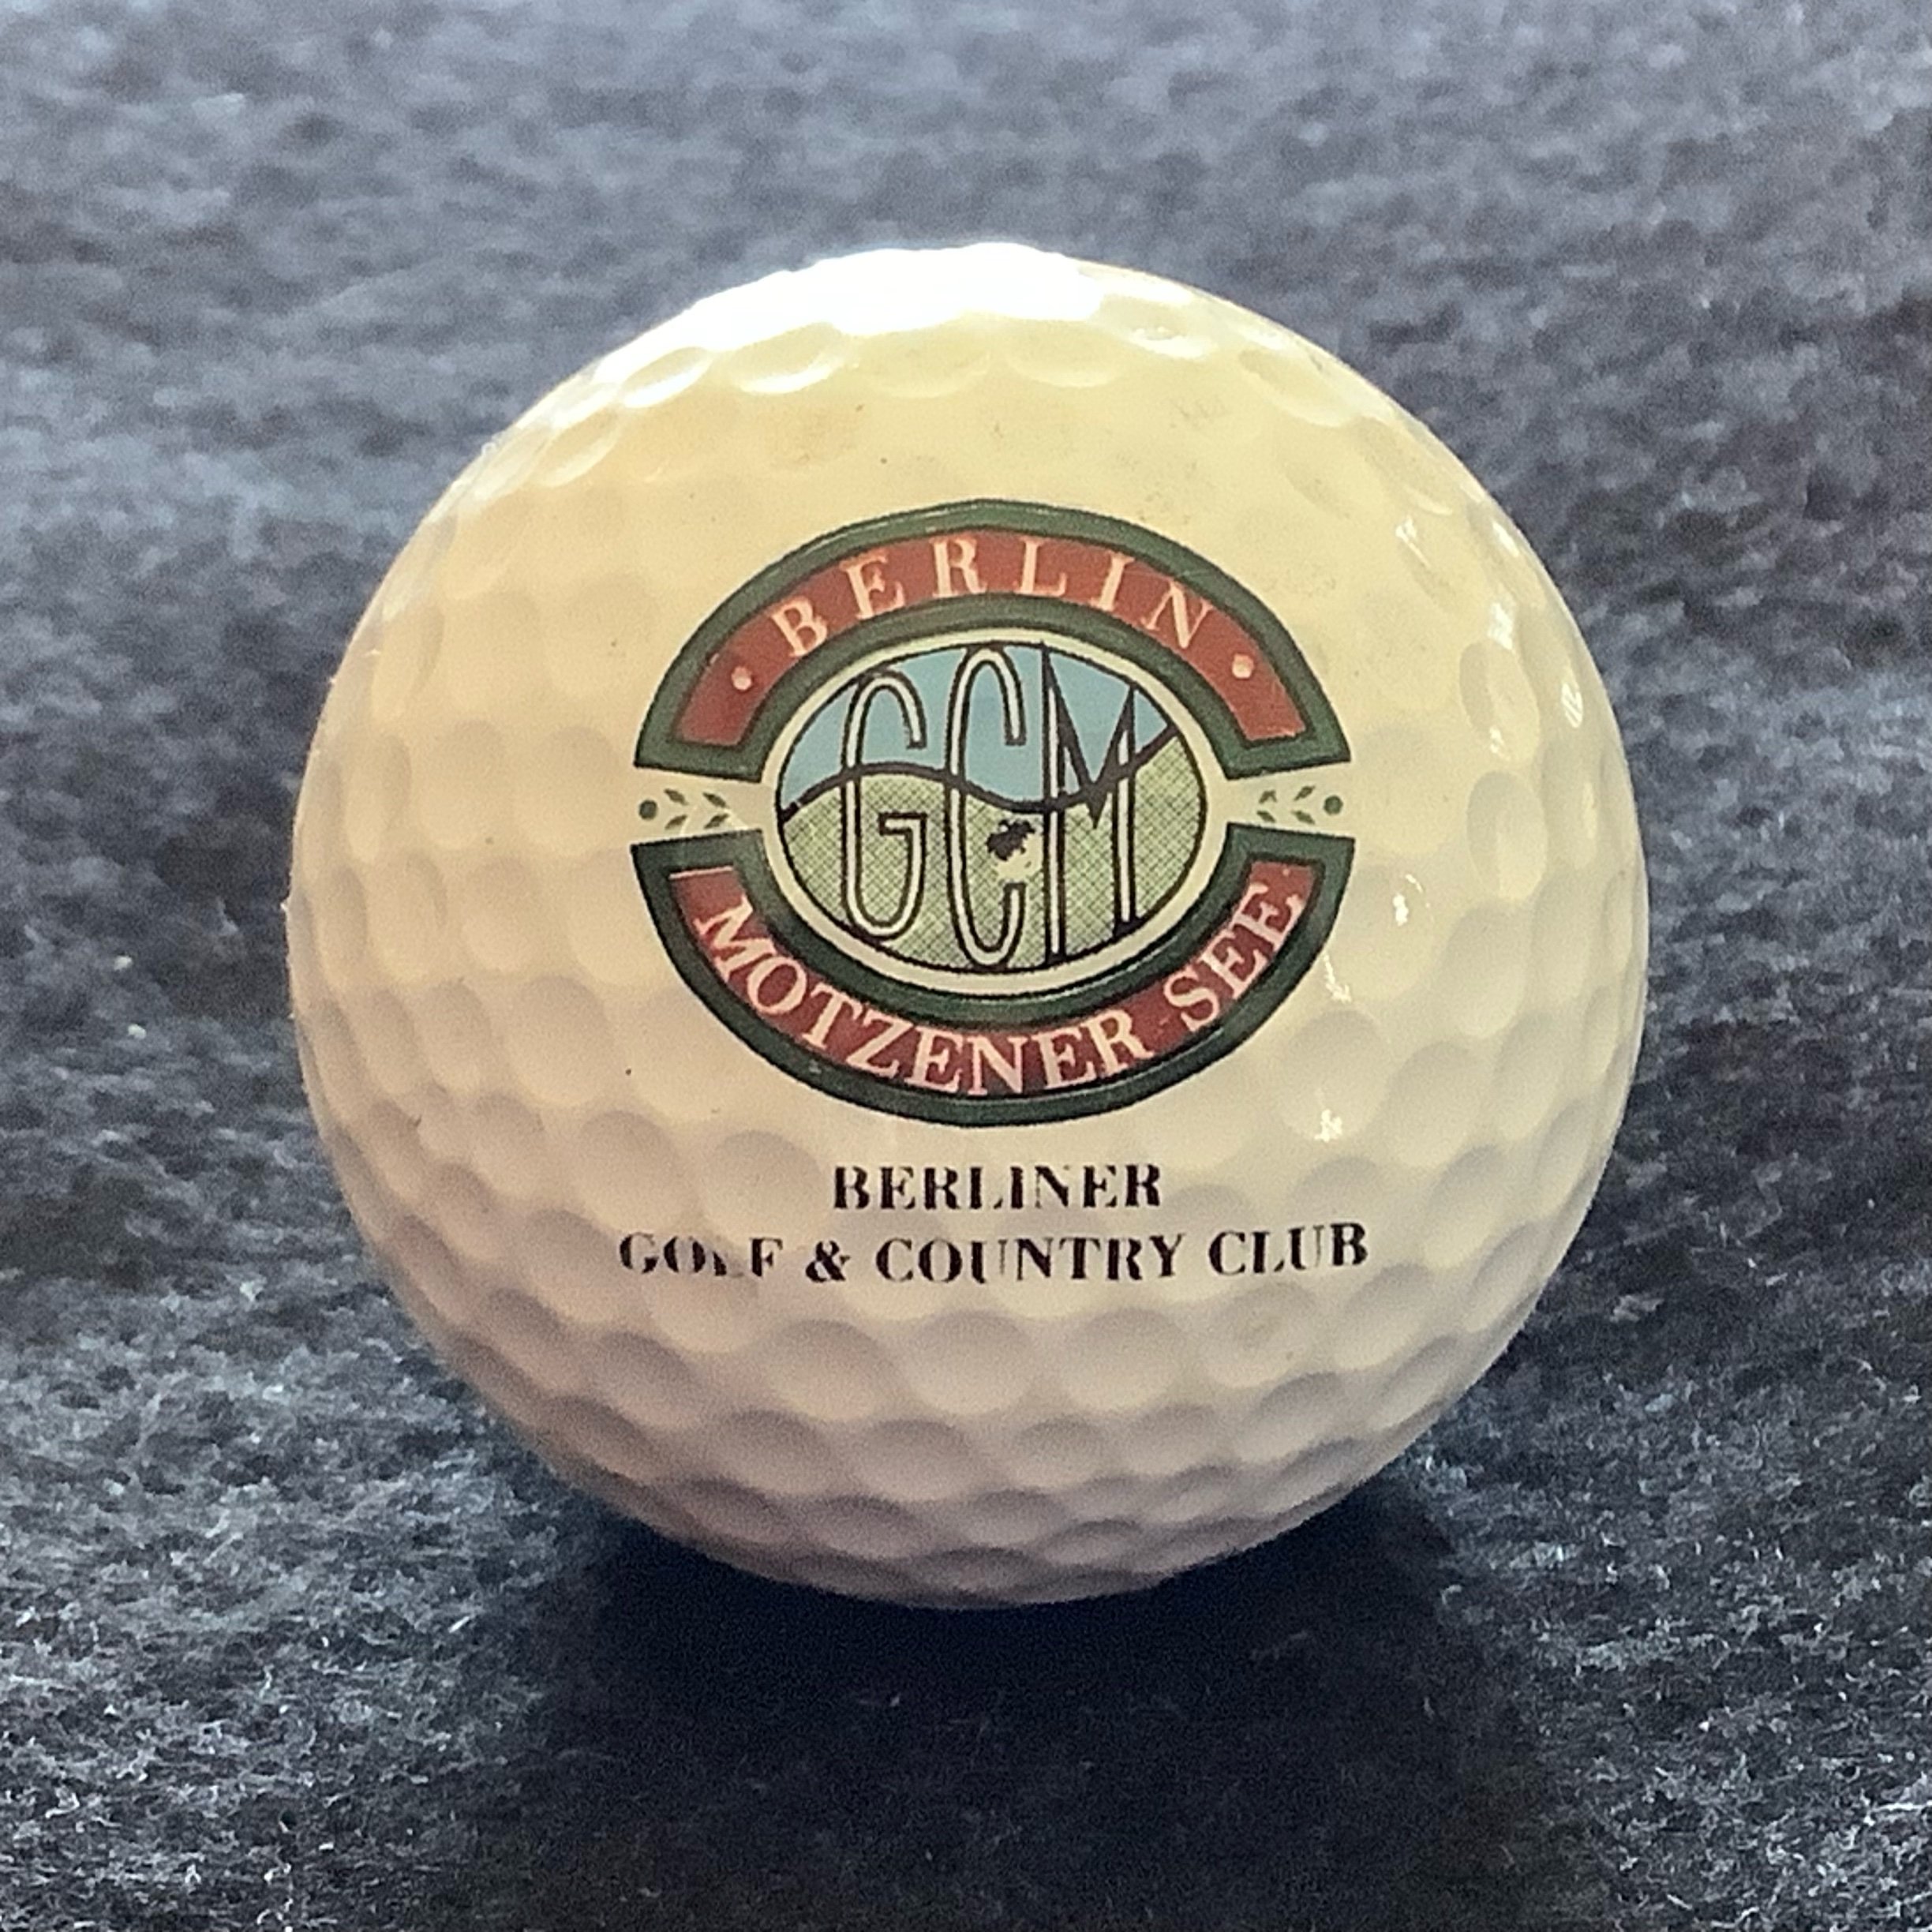 • BERLIN •
GCM
MOTZENER SEE
BERLINER
GOLF & COUNTRY CLUB